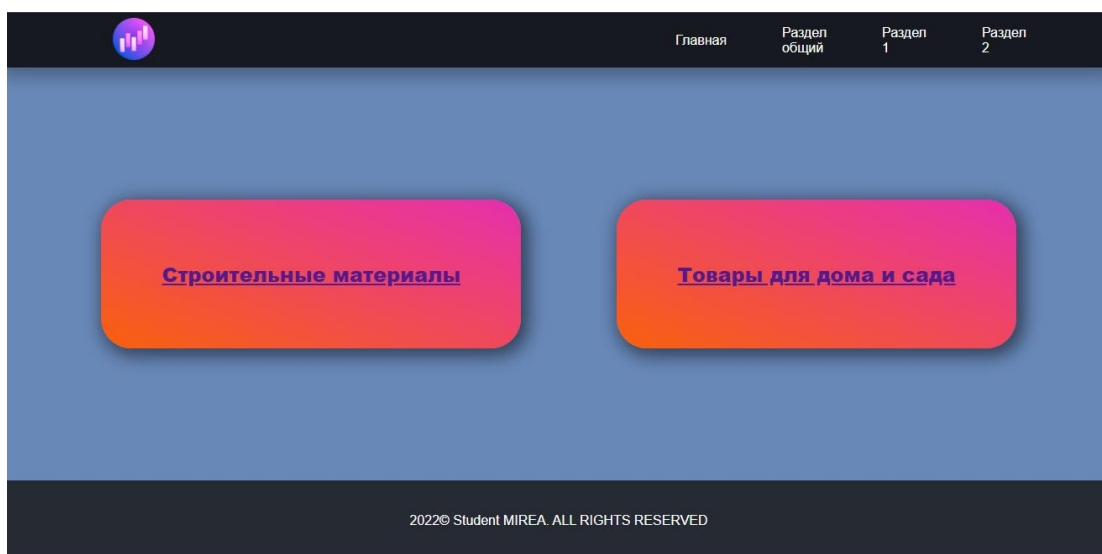 Главная
Раздел
общий
Раздел
1
Раздел
2
Строительные материалы
Товары для дома и сада
2022© Student MIREA. ALL RIGHTS RESERVED